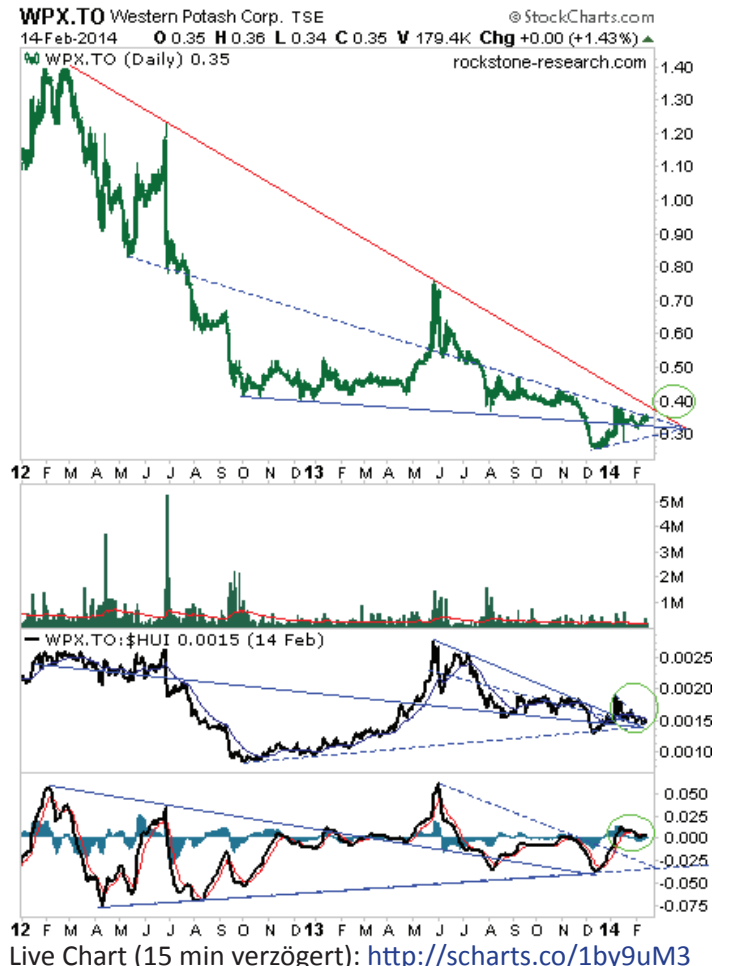 WPX.TO Western Potash Corp. TSE @StockCharts.com
14-Feb-2014 O 0.35 H 0.36 L 0.34 C 0.35 V 179.4K Chg +0.00 (+1.43%)
WPX.TO (Daily) 0.35 rockstone-research.com
1.40
1.30
1.20
1.10
1.00
0.90
0.80
0.70
0.60
0.50
0.40
0.30
12 F M A M J J A S O N D 13 F M A M J J A S O N D 14 F
5M
4M
3M
2M
1M
WPX.TO:$HUI 0.0015 (14 Feb)
0.0025
0.0020
0.0015
0.0010
0.050
0.025
0.000
-0.025
-0.050
-0.075
12 F M A M J J A S O N D 13 F M A M J J A S O N D 14 F
Live Chart (15 min verzögert): http://scharts.co/1by9uM3